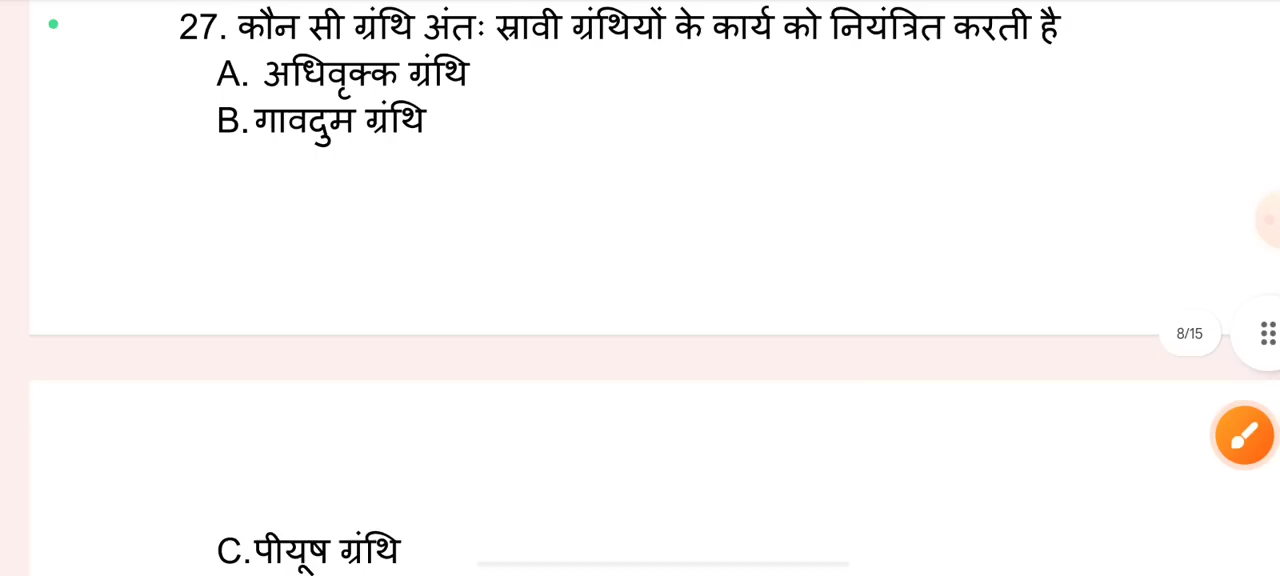 27. कौन सी ग्रंथि अंतः स्रावी ग्रंथियों के कार्य को नियंत्रित करती है
A. अधिवृक्क ग्रंथि
B. गावदुम ग्रंथि
8/15
C. पीयूष ग्रंथि